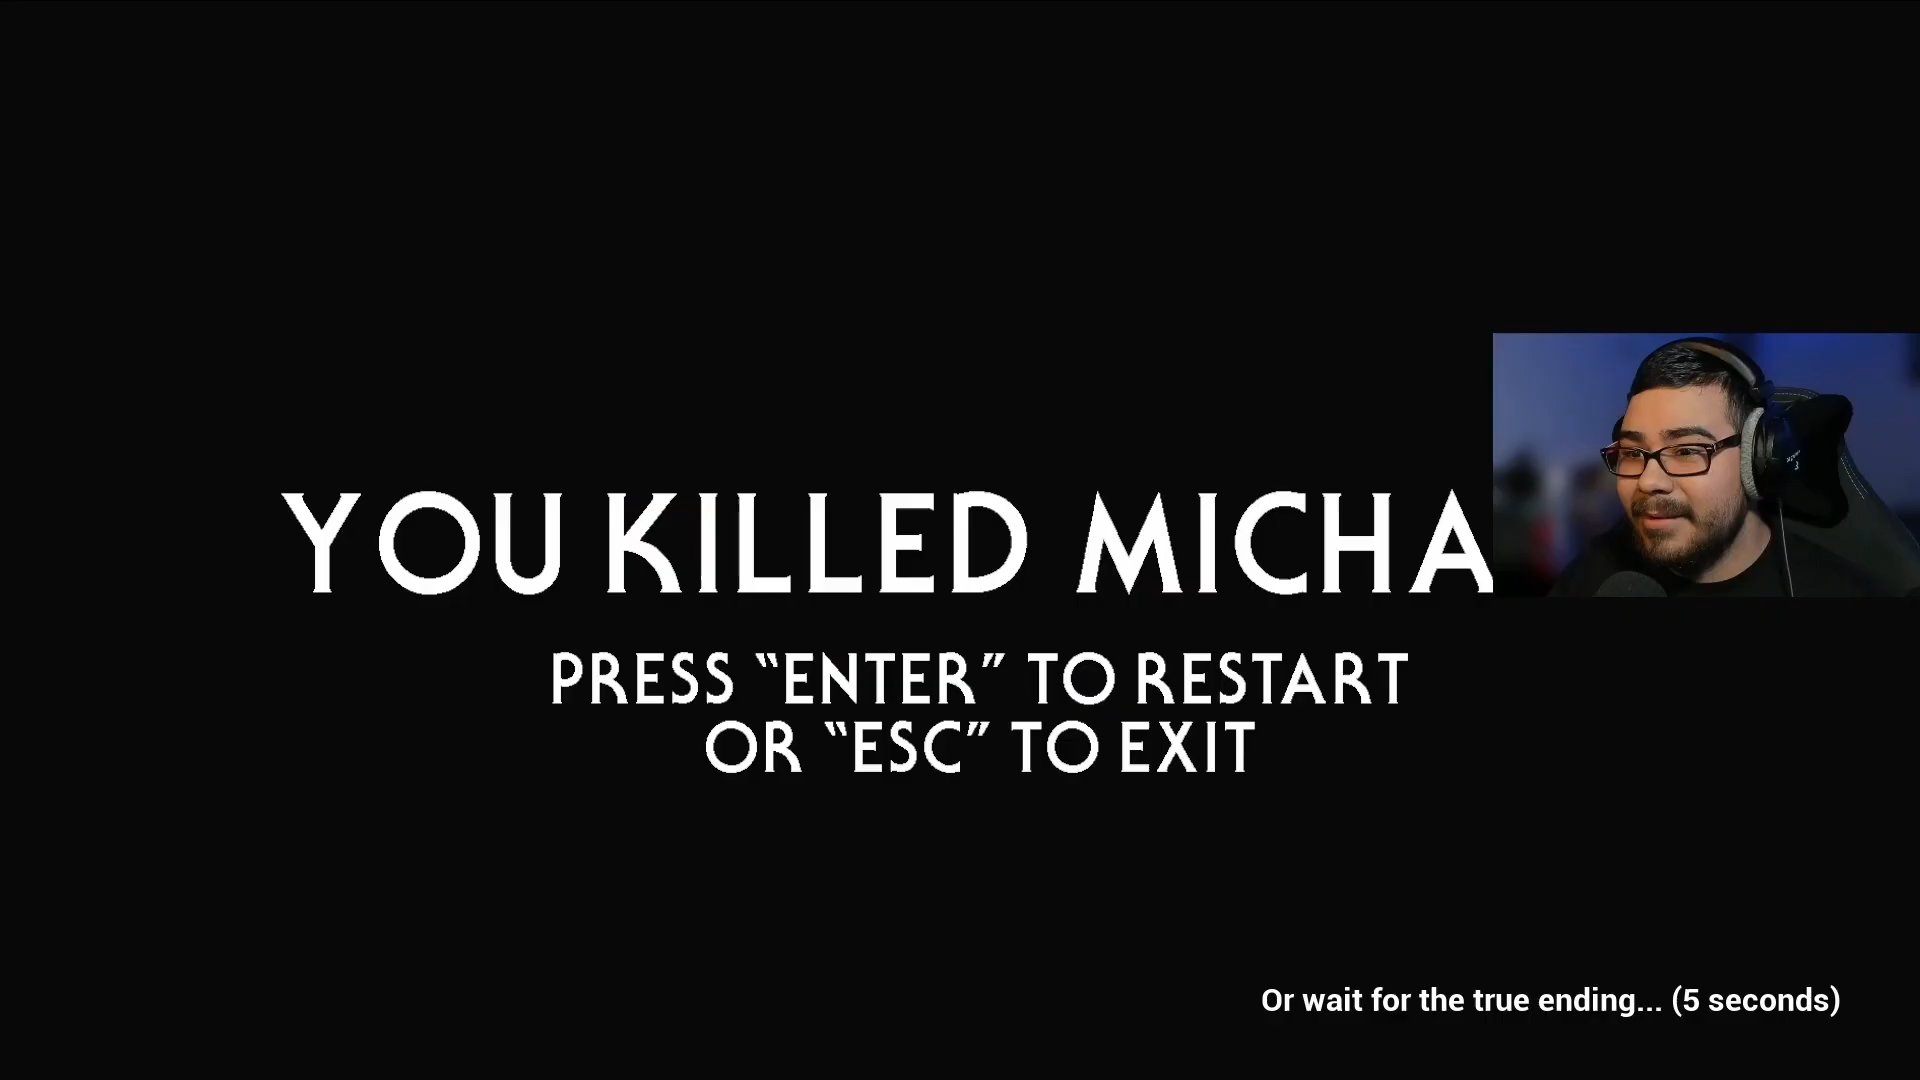 YOU KILLED MICHA
PRESS “ENTER” TO RESTART
OR “ESC” TO EXIT
Or wait for the true ending... (5 seconds)